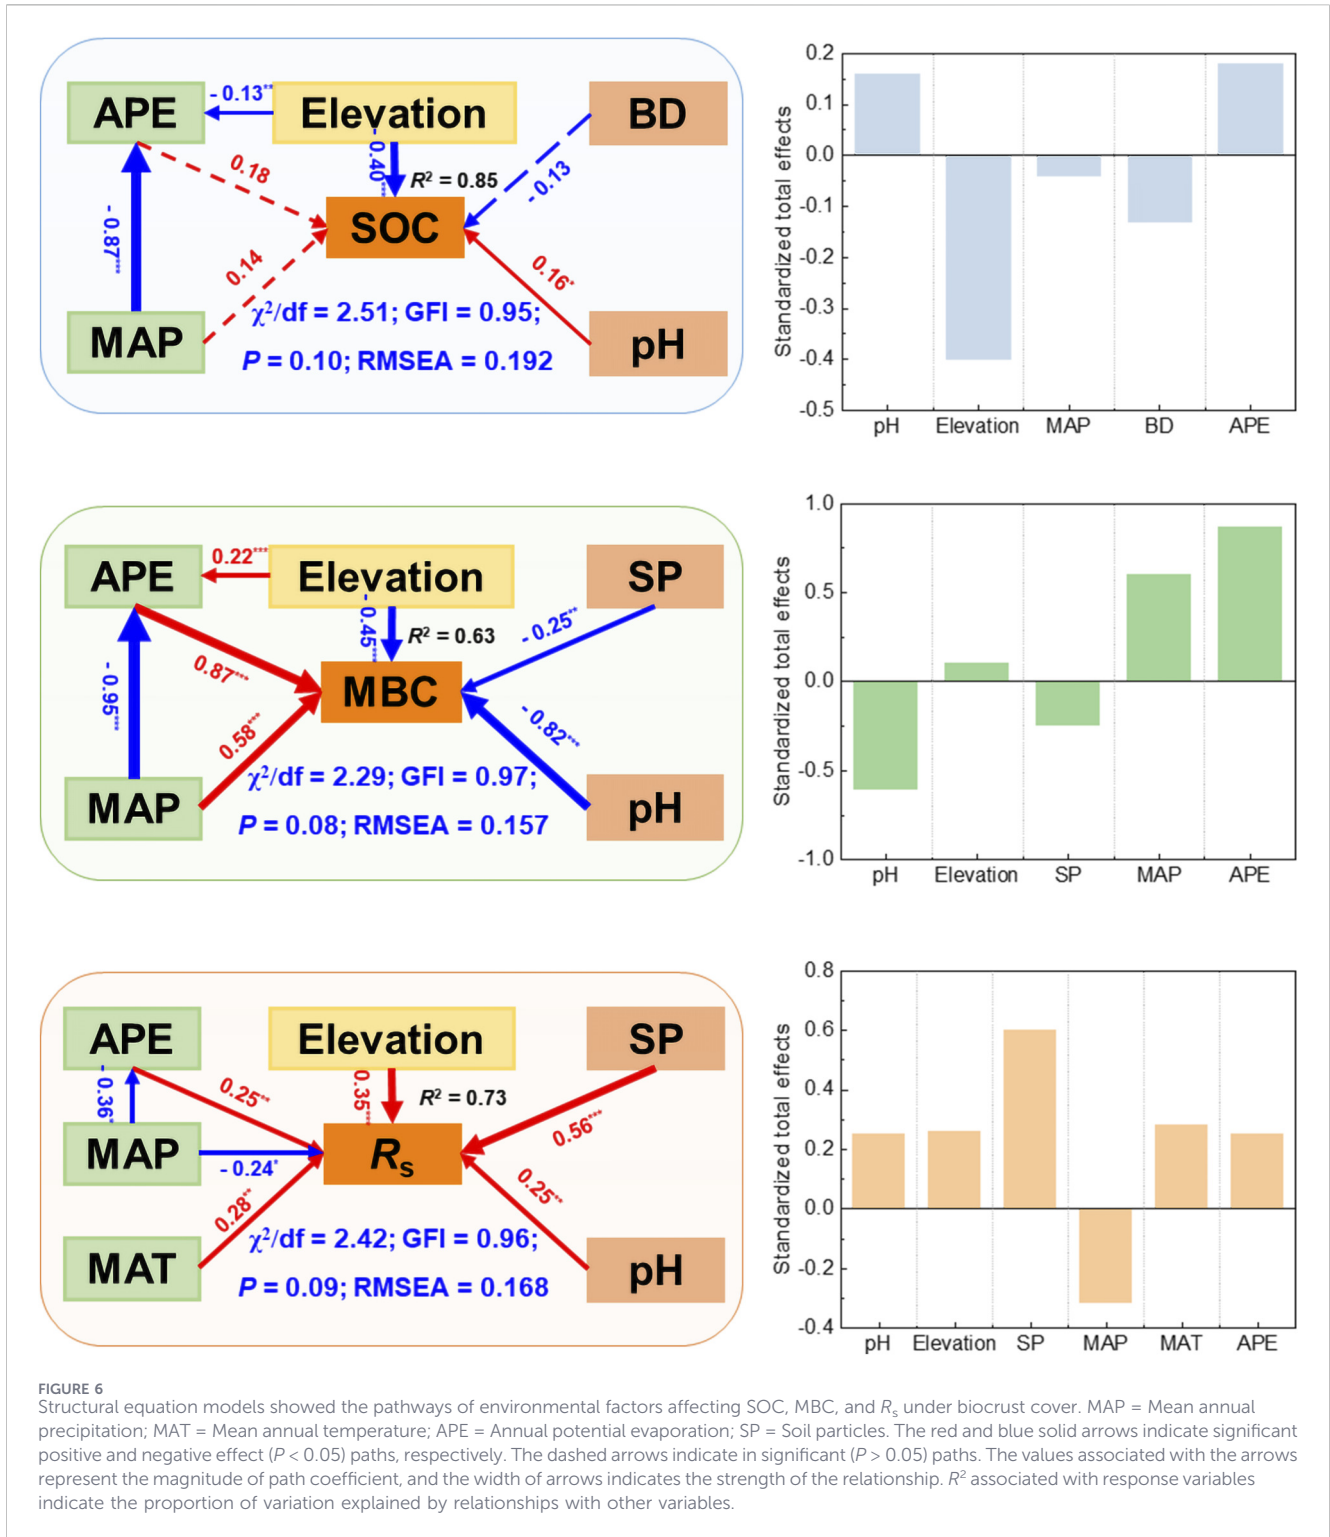 APE
- 0.13**
Elevation
BD
- 0.40***
0.18
R² = 0.85
- 0.13
- 0.87***
SOC
0.14
0.16*
χ²/df = 2.51; GFI = 0.95;
MAP
pH
P = 0.10; RMSEA = 0.192
Standardized total effects
0.2
0.1
0.0
-0.1
-0.2
-0.3
-0.4
-0.5
pH Elevation MAP BD APE
APE
0.22***
Elevation
SP
- 0.45***
R² = 0.63
- 0.25**
0.87***
- 0.95***
MBC
0.58***
- 0.82***
χ²/df = 2.29; GFI = 0.97;
MAP
pH
P = 0.08; RMSEA = 0.157
Standardized total effects
1.0
0.5
0.0
-0.5
-1.0
pH Elevation SP MAP APE
APE
Elevation
SP
- 0.36*
0.25**
0.35***
R² = 0.73
0.56***
MAP
- 0.24*
Rs
0.28**
0.25**
χ²/df = 2.42; GFI = 0.96;
MAT
pH
P = 0.09; RMSEA = 0.168
Standardized total effects
0.8
0.6
0.4
0.2
0.0
-0.2
-0.4
pH Elevation SP MAP MAT APE
FIGURE 6
Structural equation models showed the pathways of environmental factors affecting SOC, MBC, and Rs under biocrust cover. MAP = Mean annual
precipitation; MAT = Mean annual temperature; APE = Annual potential evaporation; SP = Soil particles. The red and blue solid arrows indicate significant
positive and negative effect (P < 0.05) paths, respectively. The dashed arrows indicate in significant (P > 0.05) paths. The values associated with the arrows
represent the magnitude of path coefficient, and the width of arrows indicates the strength of the relationship. R² associated with response variables
indicate the proportion of variation explained by relationships with other variables.